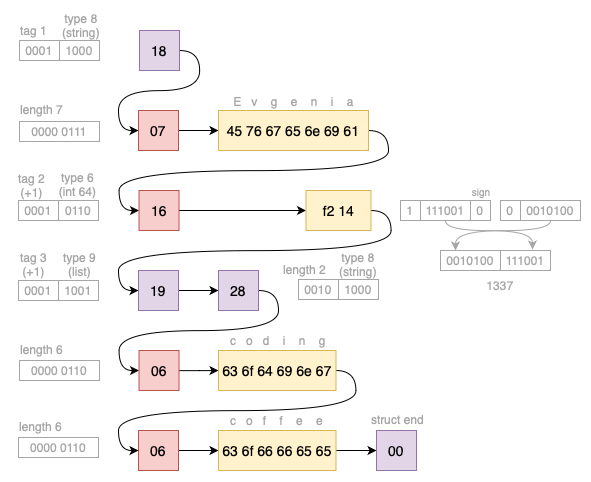 tag 1 type 8 (string)
0001 1000
18
length 7
0000 0111
07
E v g e n i a
45 76 67 65 6e 69 61
tag 2 (+1) type 6 (int 64)
0001 0110
16
f2 14
sign
1 111001 0 0 0010100
0010100 111001
1337
tag 3 (+1) type 9 (list)
0001 1001
19
28
length 2 type 8 (string)
0010 1000
length 6
0000 0110
06
c o d i n g
63 6f 64 69 6e 67
length 6
0000 0110
06
c o f f e e
63 6f 66 66 65 65
struct end
00